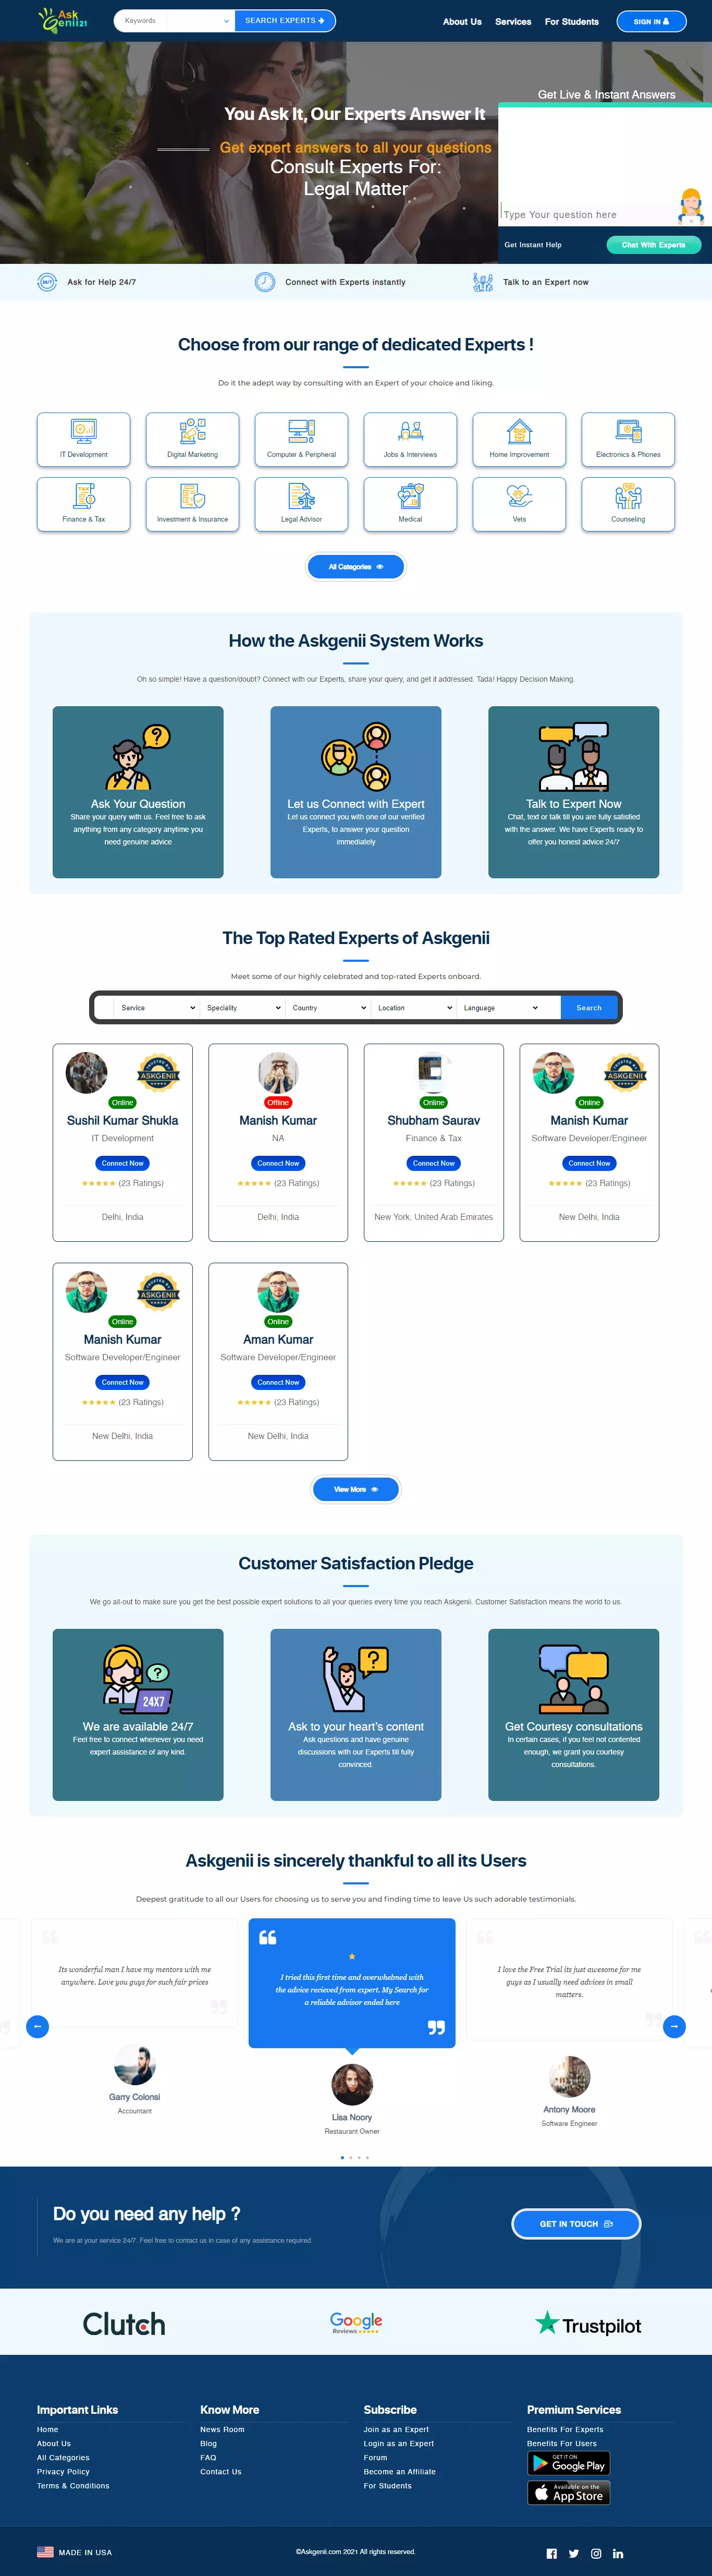 Ask
Genii21
Keywords
SEARCH EXPERTS
About Us
Services
For Students
SIGN IN
Get Live & Instant Answers
You Ask It, Our Experts Answer It
Get expert answers to all your questions
Consult Experts For:
Legal Matter
Type Your question here
Get Instant Help
Chat With Experts
Ask for Help 24/7
Connect with Experts instantly
Talk to an Expert now
Choose from our range of dedicated Experts !
Do it the adept way by consulting with an Expert of your choice and liking.
IT Development
Digital Marketing
Computer & Peripheral
Jobs & Interviews
Home Improvement
Electronics & Phones
Finance & Tax
Investment & Insurance
Legal Advisor
Medical
Vets
Counseling
All Categories
How the Askgenii System Works
Oh so simple! Have a question/doubt? Connect with our Experts, share your query, and get it addressed. Tada! Happy Decision Making.
Ask Your Question
Share your query with us. Feel free to ask
anything from any category anytime you
need genuine advice
Let us Connect with Expert
Let us connect you with one of our verified
Experts, to answer your question
immediately
Talk to Expert Now
Chat, text or talk till you are fully satisfied
with the answer. We have Experts ready to
offer you honest advice 24/7
The Top Rated Experts of Askgenii
Meet some of our highly celebrated and top-rated Experts onboard.
Service
Speciality
Country
Location
Language
Search
ASKGENII
Online
Sushil Kumar Shukla
IT Development
Connect Now
(23 Ratings)
Delhi, India
Offline
Manish Kumar
NA
Connect Now
(23 Ratings)
Delhi, India
Online
Shubham Saurav
Finance & Tax
Connect Now
(23 Ratings)
New York, United Arab Emirates
ASKGENII
Online
Manish Kumar
Software Developer/Engineer
Connect Now
(23 Ratings)
New Delhi, India
ASKGENII
Online
Manish Kumar
Software Developer/Engineer
Connect Now
(23 Ratings)
New Delhi, India
Online
Aman Kumar
Software Developer/Engineer
Connect Now
(23 Ratings)
New Delhi, India
View More
Customer Satisfaction Pledge
We go all-out to make sure you get the best possible expert solutions to all your queries every time you reach Askgenii. Customer Satisfaction means the world to us.
24X7
We are available 24/7
Feel free to connect whenever you need
expert assistance of any kind.
Ask to your heart's content
Ask questions and have genuine
discussions with our Experts till fully
convinced.
Get Courtesy consultations
In certain cases, if you feel not contented
enough, we grant you courtesy
consultations.
Askgenii is sincerely thankful to all its Users
Deepest gratitude to all our Users for choosing us to serve you and finding time to leave Us such adorable testimonials.
Its wonderful man I have my mentors with me
anywhere. Love you guys for such fair prices
Garry Colonsi
Accountant
I tried this first time and overwhelmed with
the advice recieved from expert. My Search for
a reliable advisor ended here
Lisa Noory
Restaurant Owner
I love the Free Trial its just awesome for me
guys as I usually need advices in small
matters.
Antony Moore
Software Engineer
Do you need any help ?
We are at your service 24/7. Feel free to contact us in case of any assistance required.
GET IN TOUCH
Clutch
Google
Reviews
Trustpilot
Important Links
Home
About Us
All Categories
Privacy Policy
Terms & Conditions
Know More
News Room
Blog
FAQ
Contact Us
Subscribe
Join as an Expert
Login as an Expert
Forum
Become an Affiliate
For Students
Premium Services
Benefits For Experts
Benefits For Users
GET IT ON
Google Play
Available on the
App Store
MADE IN USA
©Askgenii.com 2021 All rights reserved.